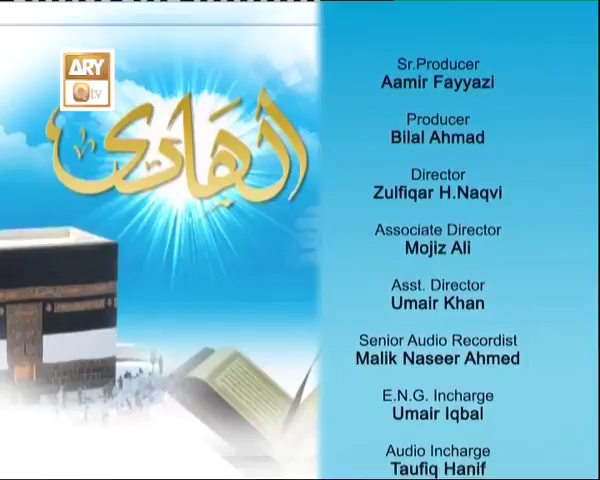 ARY
Qtv
الهادی
Sr.Producer
Aamir Fayyazi
Producer
Bilal Ahmad
Director
Zulfiqar H.Naqvi
Associate Director
Mojiz Ali
Asst. Director
Umair Khan
Senior Audio Recordist
Malik Naseer Ahmed
E.N.G. Incharge
Umair Iqbal
Audio Incharge
Taufiq Hanif